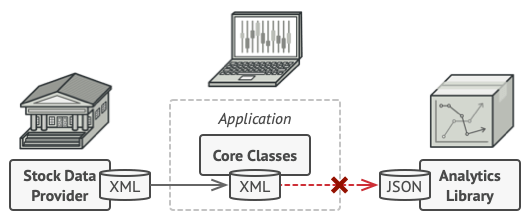 Application
Core Classes
Stock Data
Provider
XML
XML
JSON
Analytics
Library